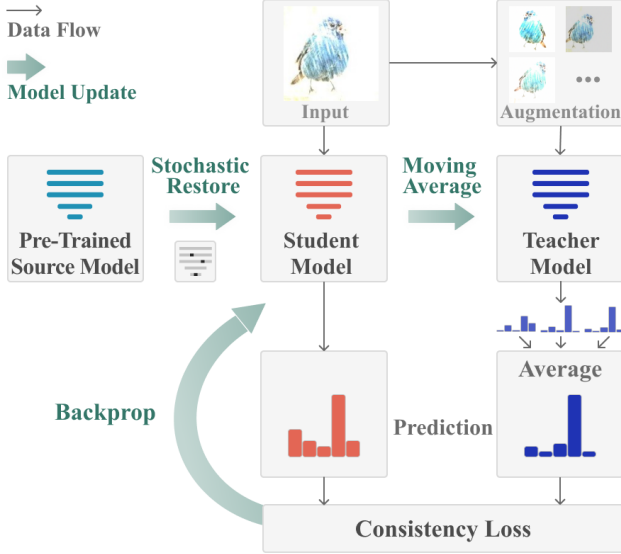 Data Flow
Model Update
Input
Augmentation
Stochastic
Restore
Moving
Average
Pre-Trained
Source Model
Student
Model
Teacher
Model
Average
Backprop
Prediction
Consistency Loss